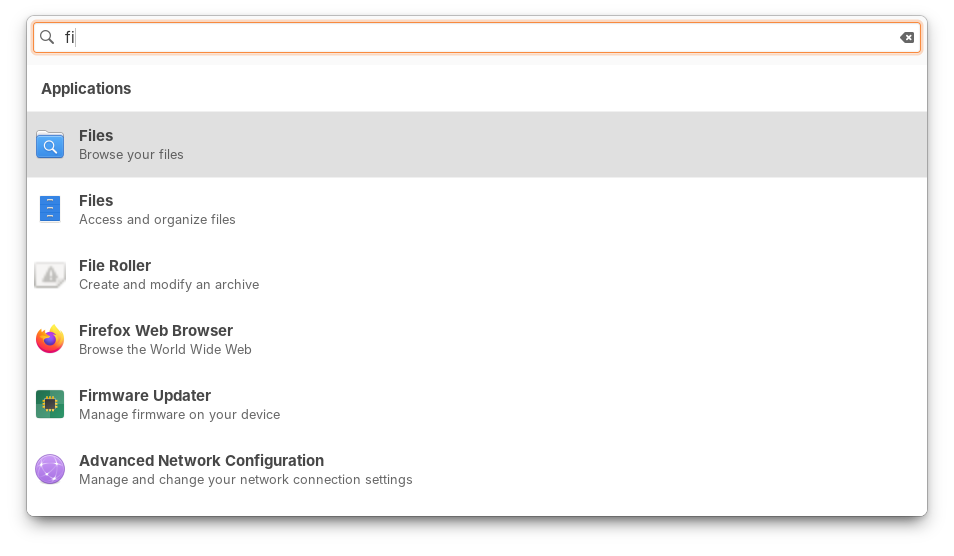 fi
Applications
Files
Browse your files
Files
Access and organize files
File Roller
Create and modify an archive
Firefox Web Browser
Browse the World Wide Web
Firmware Updater
Manage firmware on your device
Advanced Network Configuration
Manage and change your network connection settings